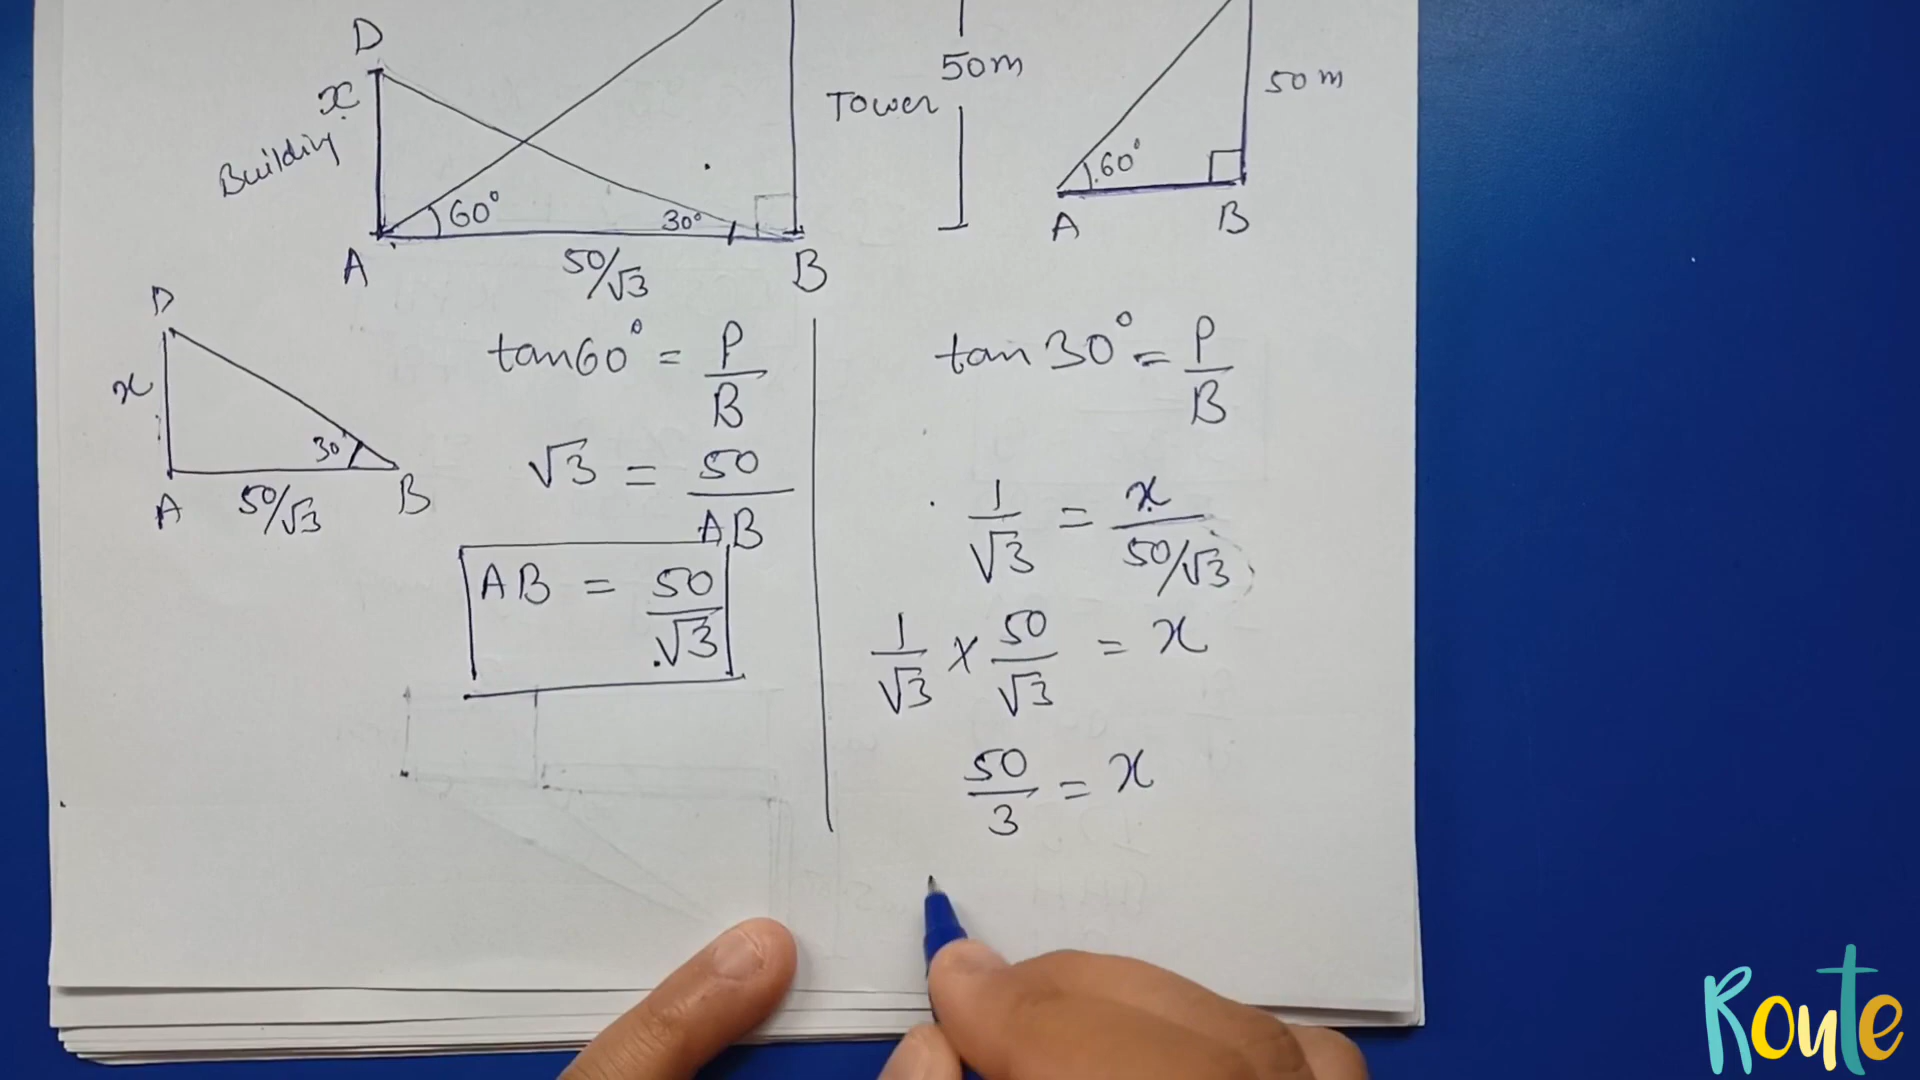 D
x
Building
60°
30°
A
50/√3
B
Tower
50m
50 m
60°
A
B
D
x
30°
A
50/√3
B
tan60° = P/B
√3 = 50/AB
AB = 50/√3
tan 30° = P/B
1/√3 = x/50/√3
1/√3 × 50/√3 = x
50/3 = x
Route